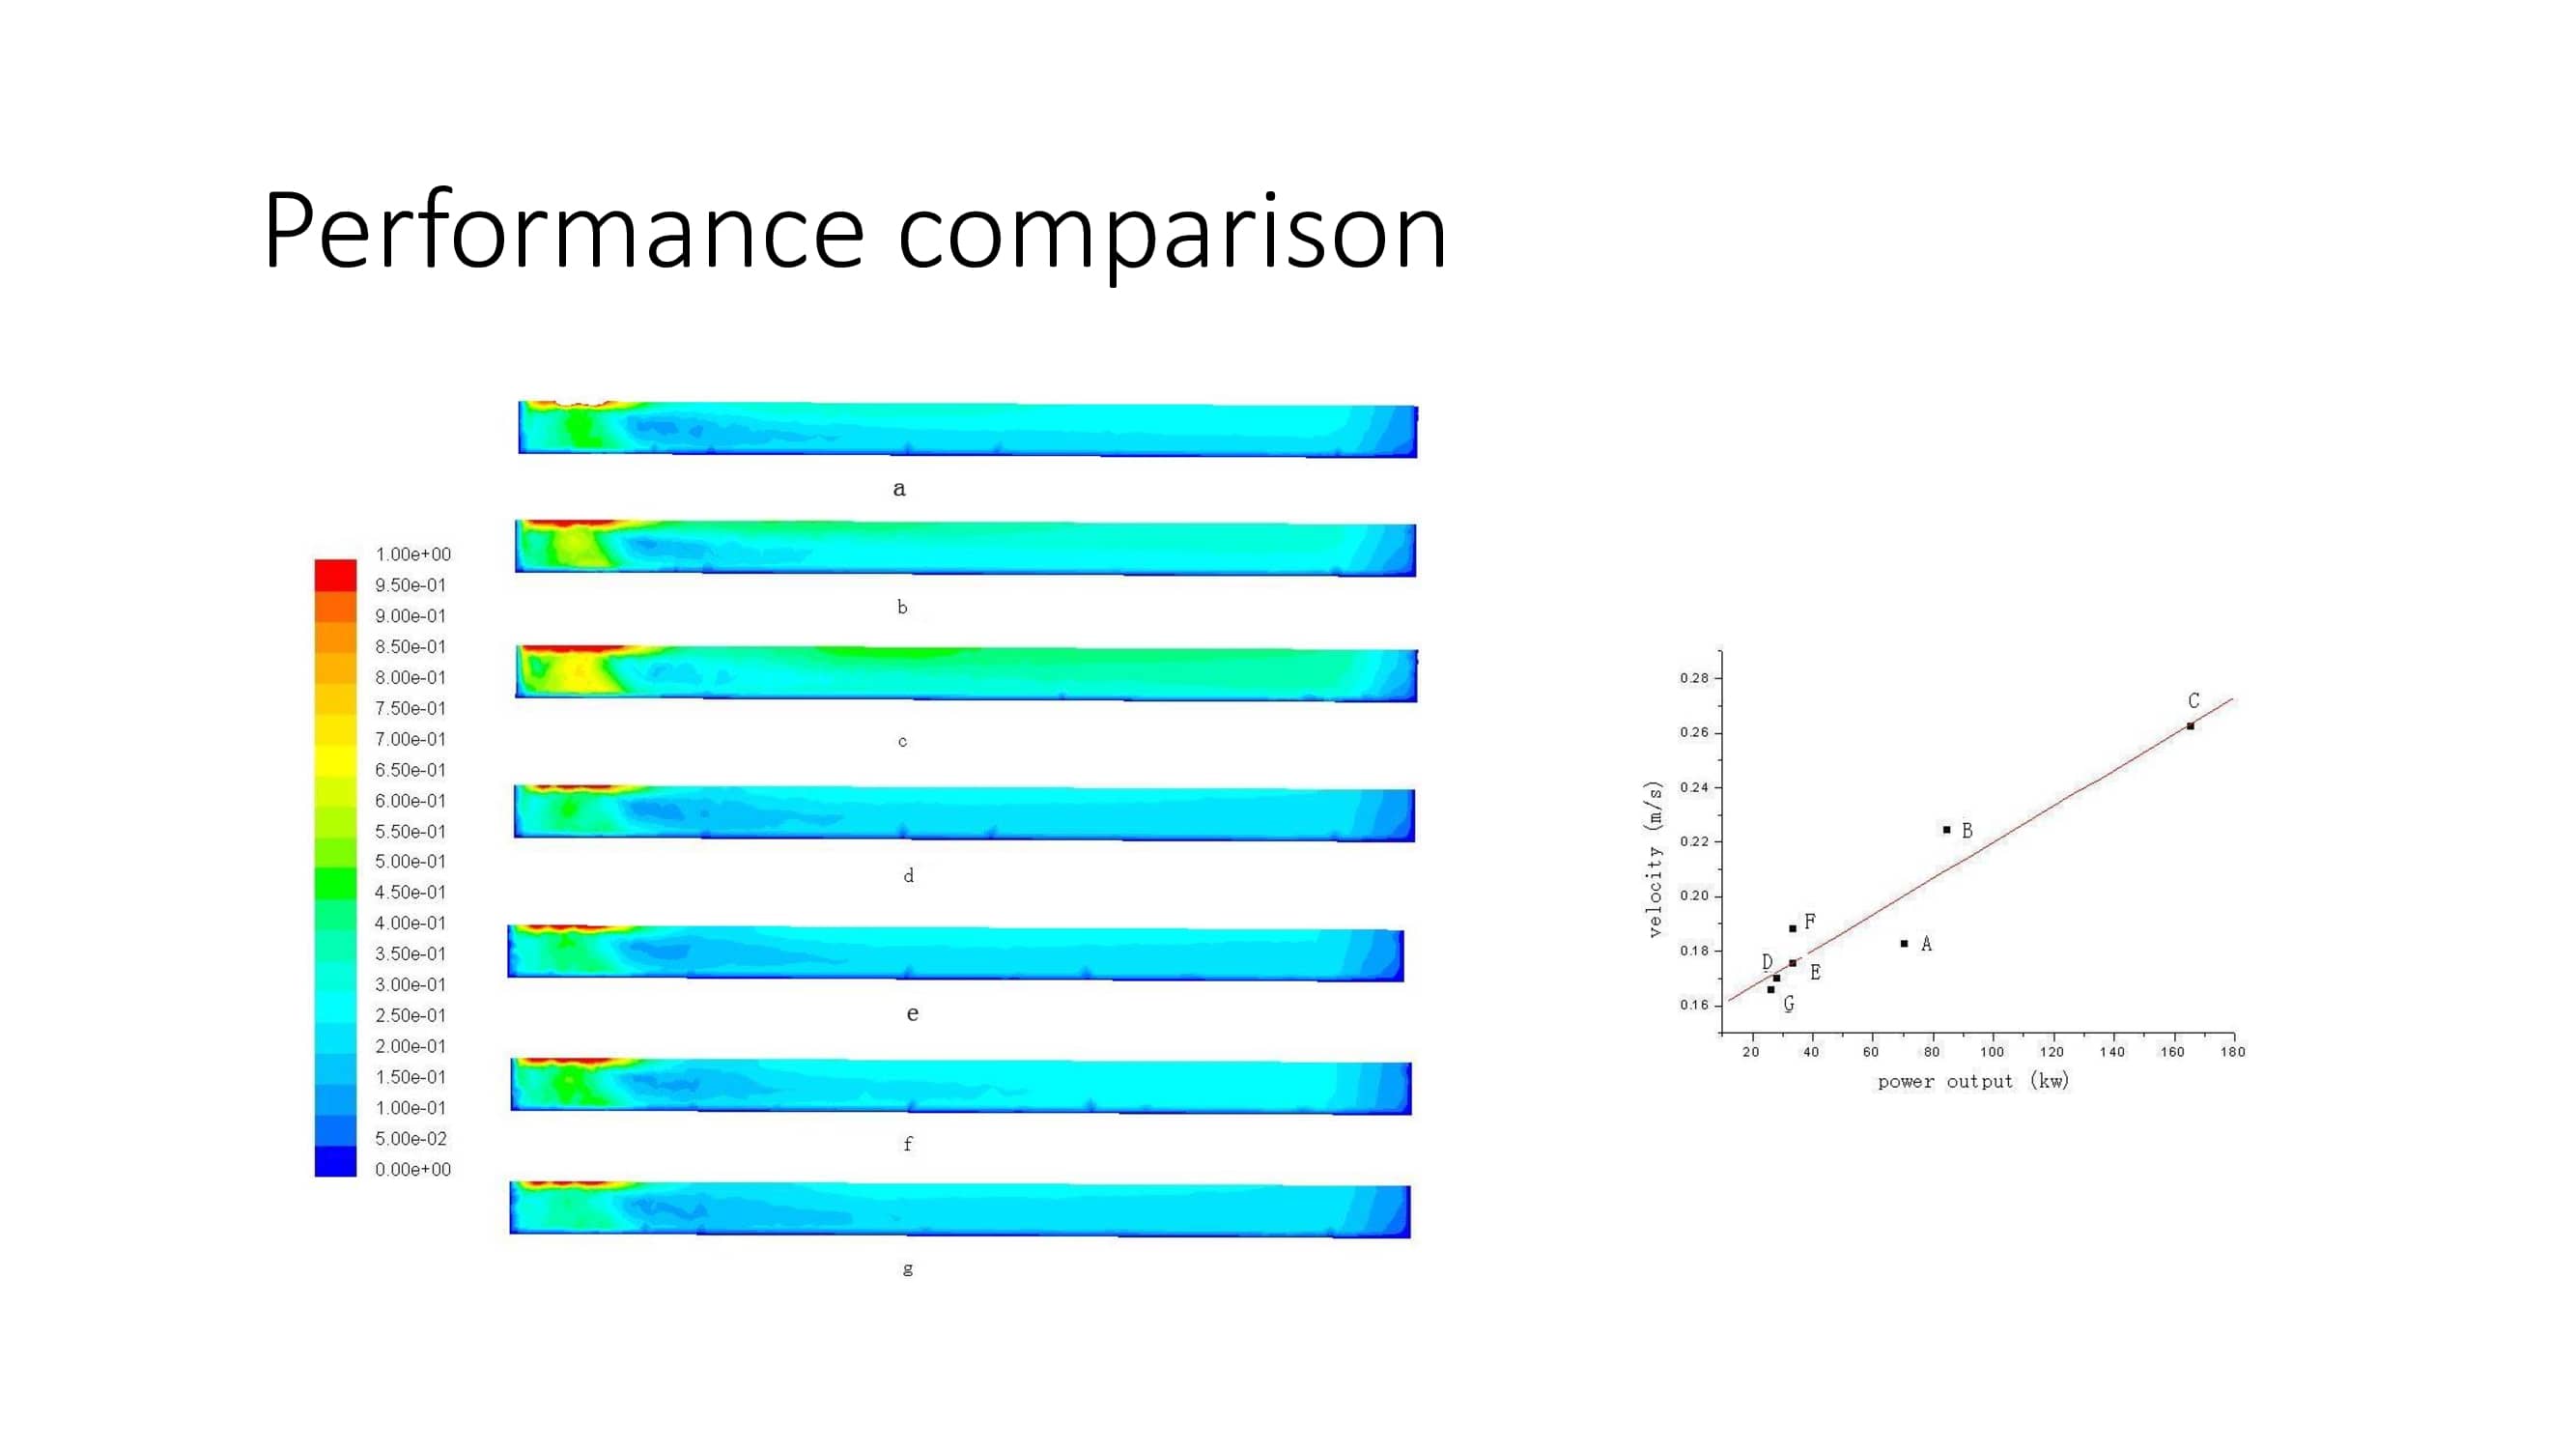 Performance comparison
a
b
c
d
e
f
g
1.00e+00
9.50e-01
9.00e-01
8.50e-01
8.00e-01
7.50e-01
7.00e-01
6.50e-01
6.00e-01
5.50e-01
5.00e-01
4.50e-01
4.00e-01
3.50e-01
3.00e-01
2.50e-01
2.00e-01
1.50e-01
1.00e-01
5.00e-02
0.00e+00
velocity (m/s)
0.28
0.26
0.24
0.22
0.20
0.18
0.16
C
B
F
A
D
E
G
20 40 60 80 100 120 140 160 180
power output (kw)